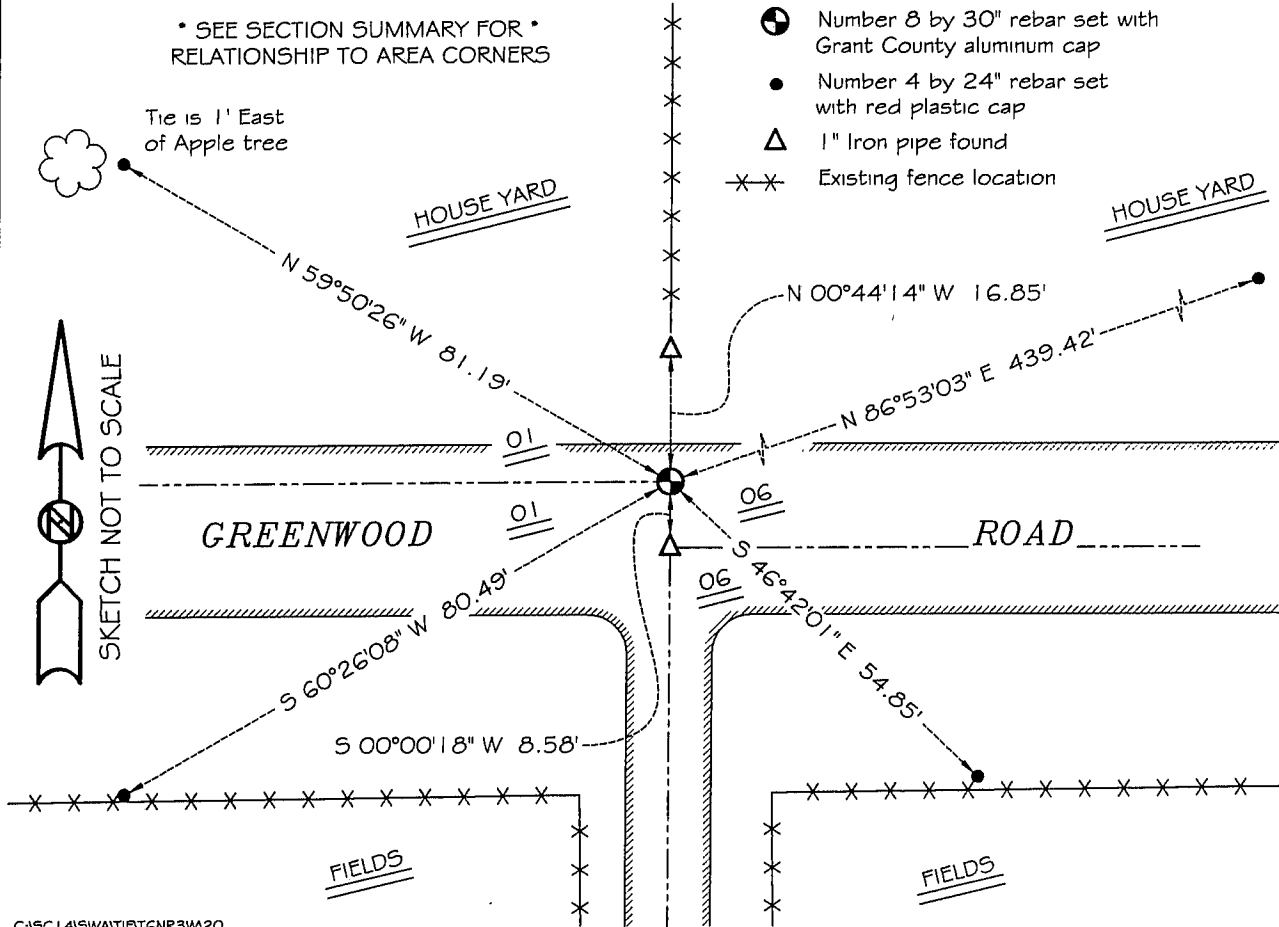 * SEE SECTION SUMMARY FOR *
RELATIONSHIP TO AREA CORNERS
Number 8 by 30" rebar set with
Grant County aluminum cap
Number 4 by 24" rebar set
with red plastic cap
1" Iron pipe found
Existing fence location
Tie is 1' East
of Apple tree
HOUSE YARD
HOUSE YARD
N 59°50'26" W 81.19'
N 00°44'14" W 16.85'
N 86°53'03" E 439.42'
SKETCH NOT TO SCALE
N
01
01
06
06
GREENWOOD
ROAD
S 60°26'08" W 80.49'
S 46°42'01" E 54.85'
S 00°00'18" W 8.58'
FIELDS
FIELDS